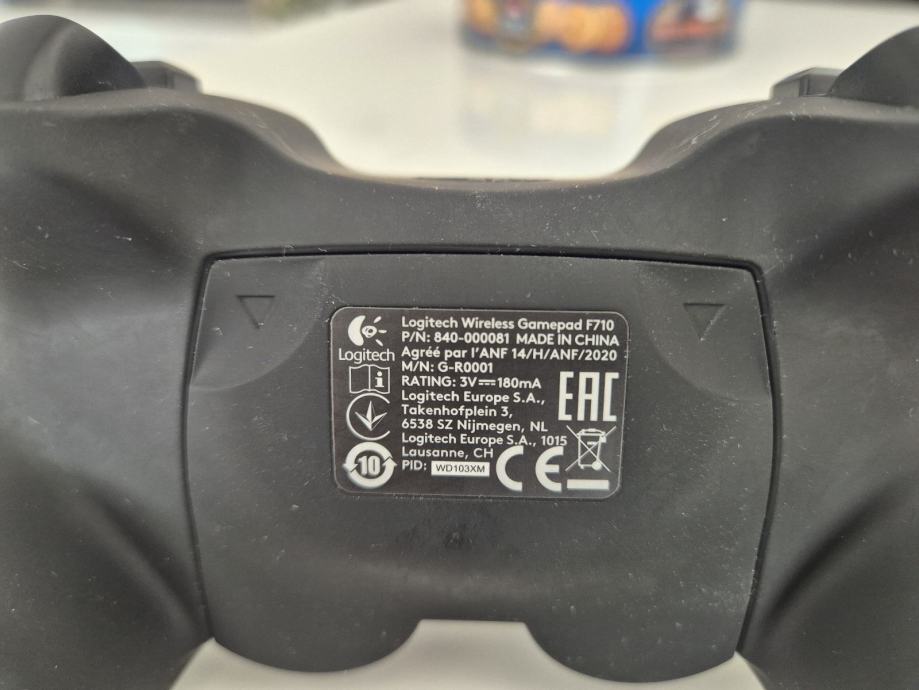 Logitech Wireless Gamepad F710
P/N: 840-000081 MADE IN CHINA
Agréé par l'ANF 14/H/ANF/2020
Logitech
M/N: G-R0001
RATING: 3V⎓180mA
Logitech Europe S.A.,
Takenhofplein 3,
6538 SZ Nijmegen, NL
EAC
Logitech Europe S.A., 1015
Lausanne, CH
PID: WD103XM
CE
10